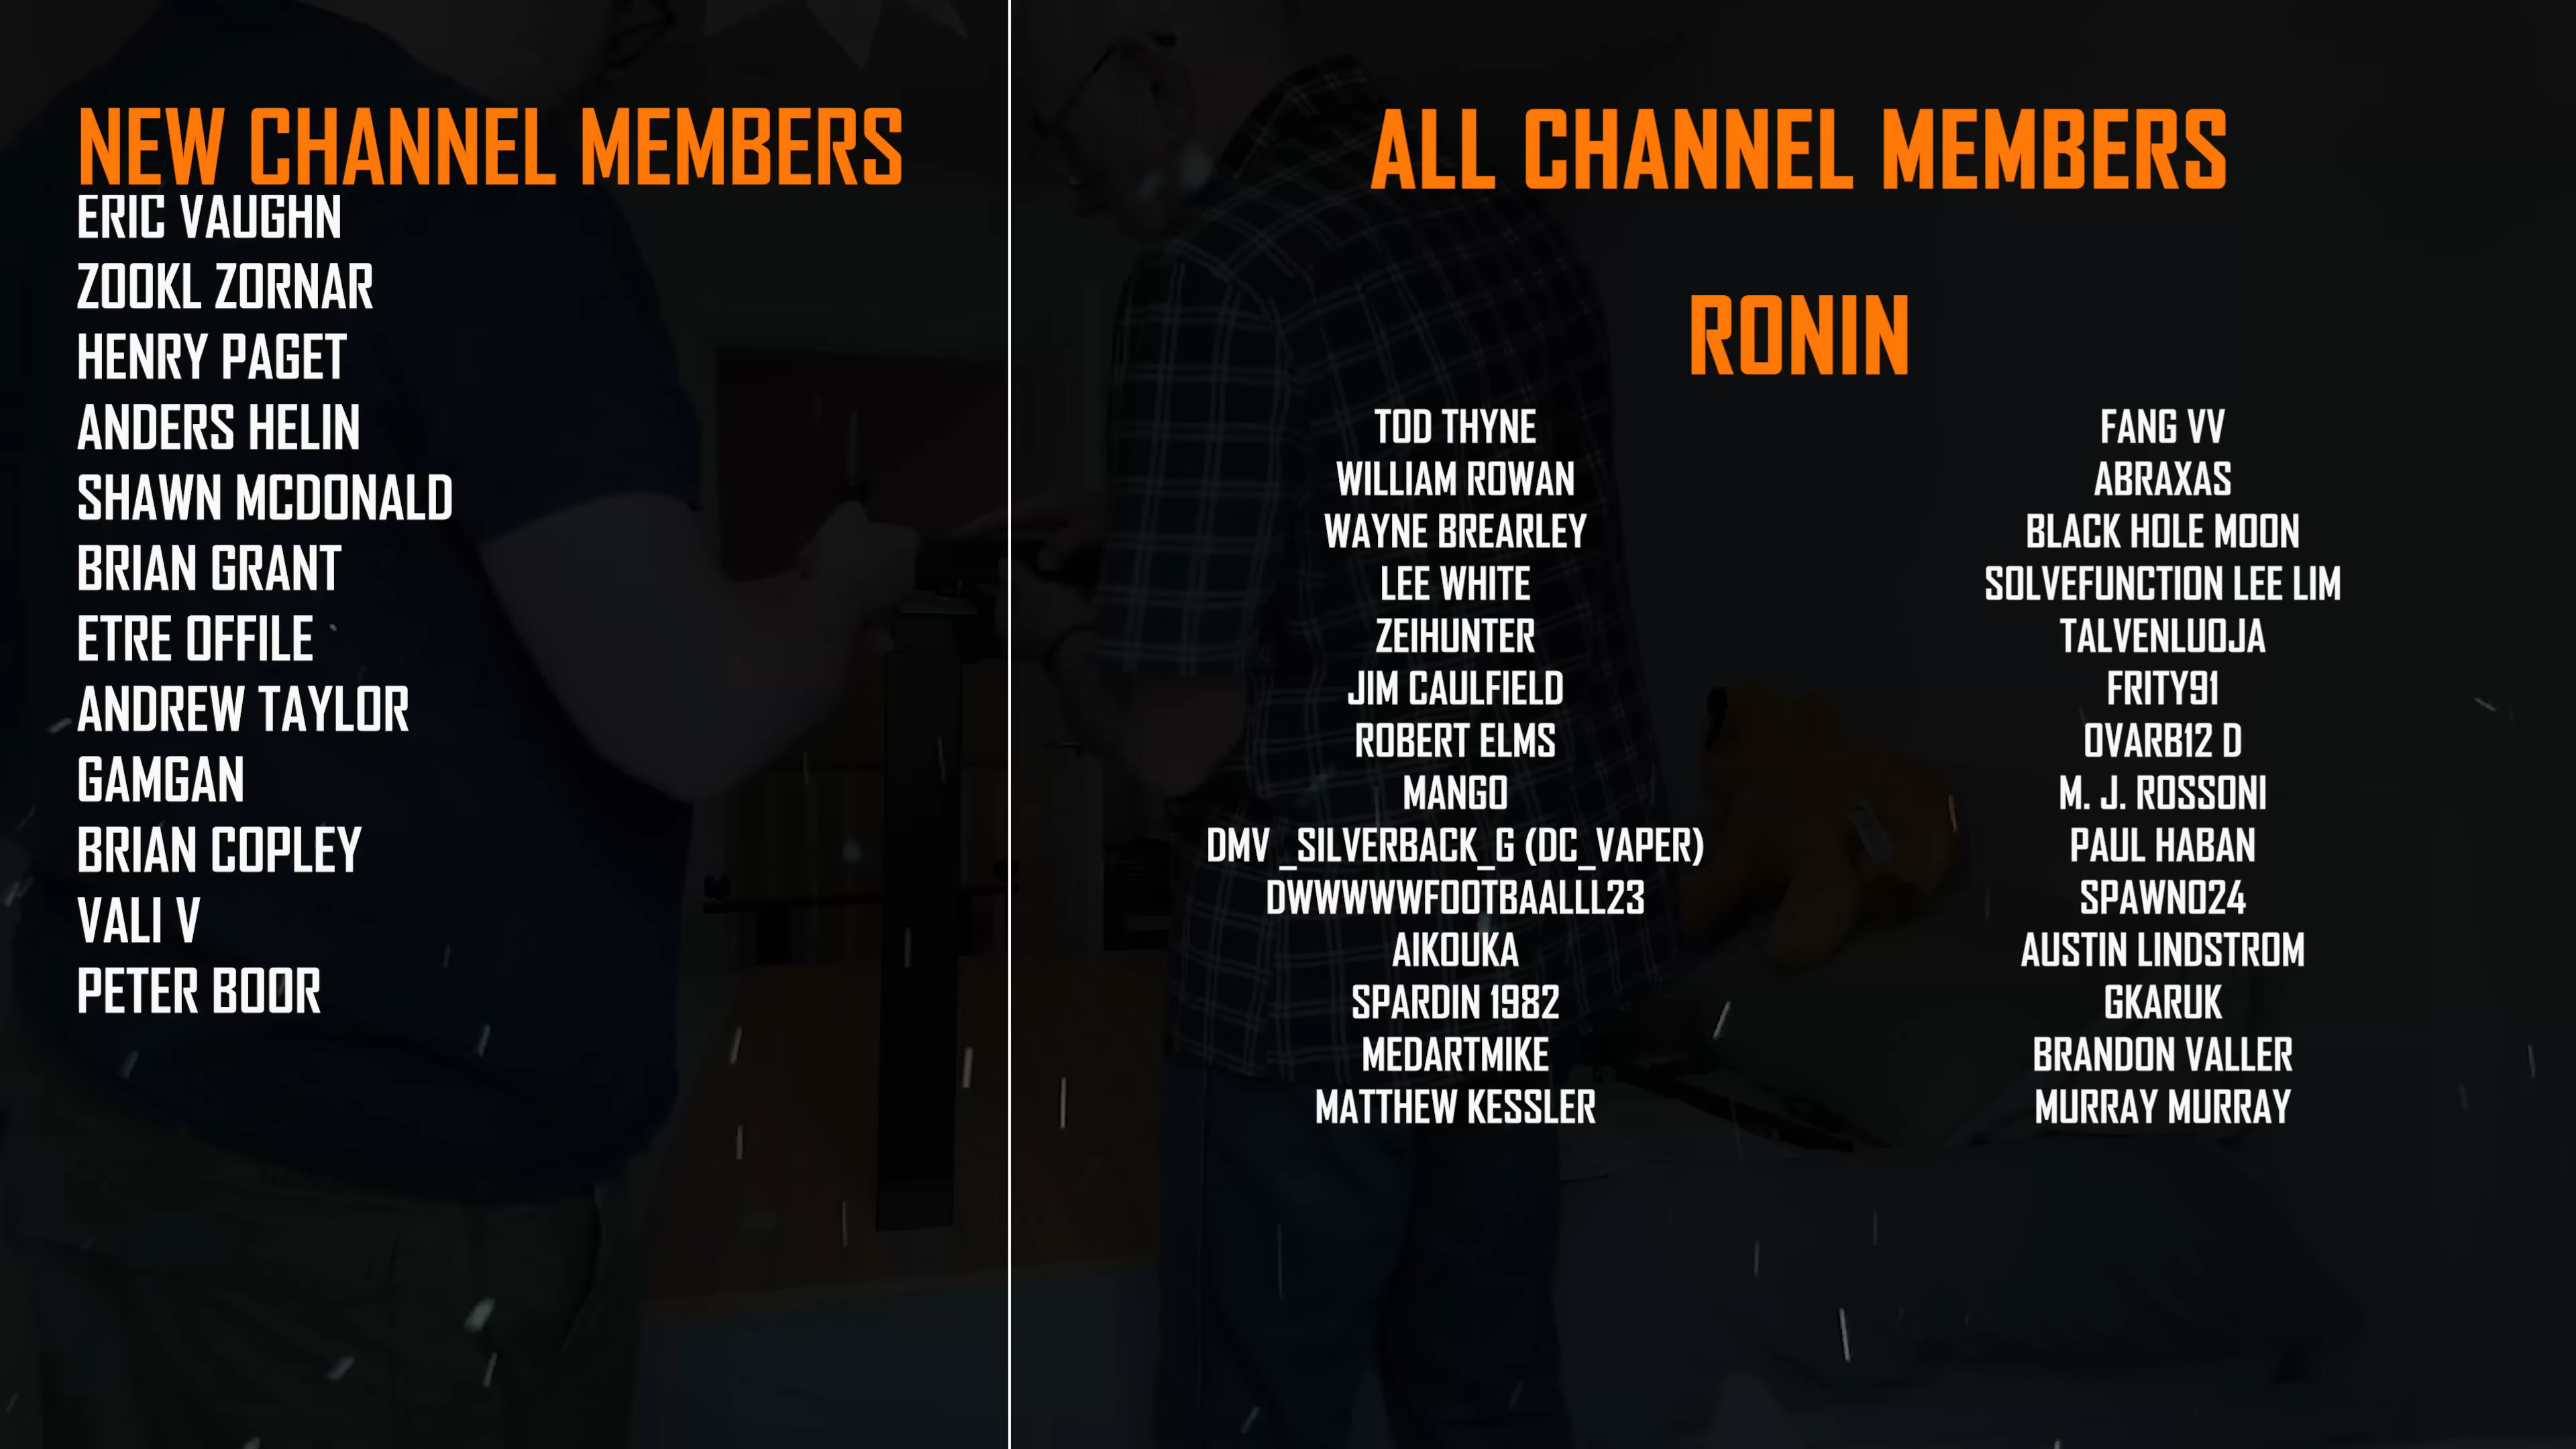 NEW CHANNEL MEMBERS
ERIC VAUGHN
ZOOKL ZORNAR
HENRY PAGET
ANDERS HELIN
SHAWN MCDONALD
BRIAN GRANT
ETRE OFFILE
ANDREW TAYLOR
GAMGAN
BRIAN COPLEY
VALI V
PETER BOOR
ALL CHANNEL MEMBERS
RONIN
TOD THYNE
WILLIAM ROWAN
WAYNE BREARLEY
LEE WHITE
ZEIHUNTER
JIM CAULFIELD
ROBERT ELMS
MANGO
DMV _SILVERBACK_G (DC_VAPER)
DWWWWWFOOTBAALLL23
AIKOUKA
SPARDIN 1982
MEDARTMIKE
MATTHEW KESSLER
FANG VV
ABRAXAS
BLACK HOLE MOON
SOLVEFUNCTION LEE LIM
TALVENLUOJA
FRITY91
OVARB12 D
M. J. ROSSONI
PAUL HABAN
SPAWN024
AUSTIN LINDSTROM
GKARUK
BRANDON VALLER
MURRAY MURRAY